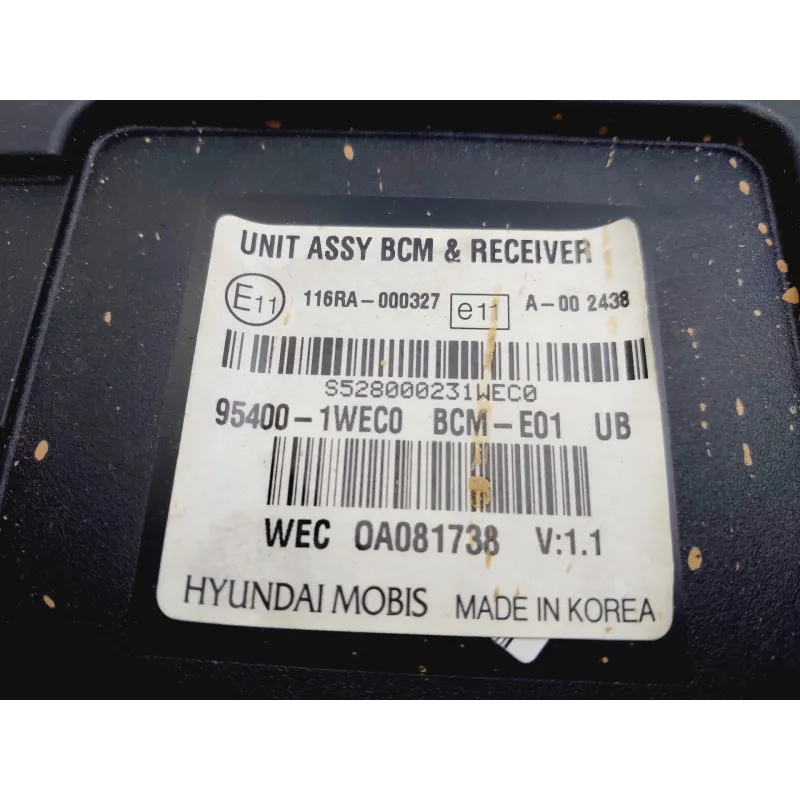 UNIT ASSY BCM & RECEIVER
E11 116RA-000327 e11 A-00 2438
S528000231WEC0
95400-1WEC0 BCM-E01 UB
WEC 0A081738 V:1.1
HYUNDAI MOBIS MADE IN KOREA